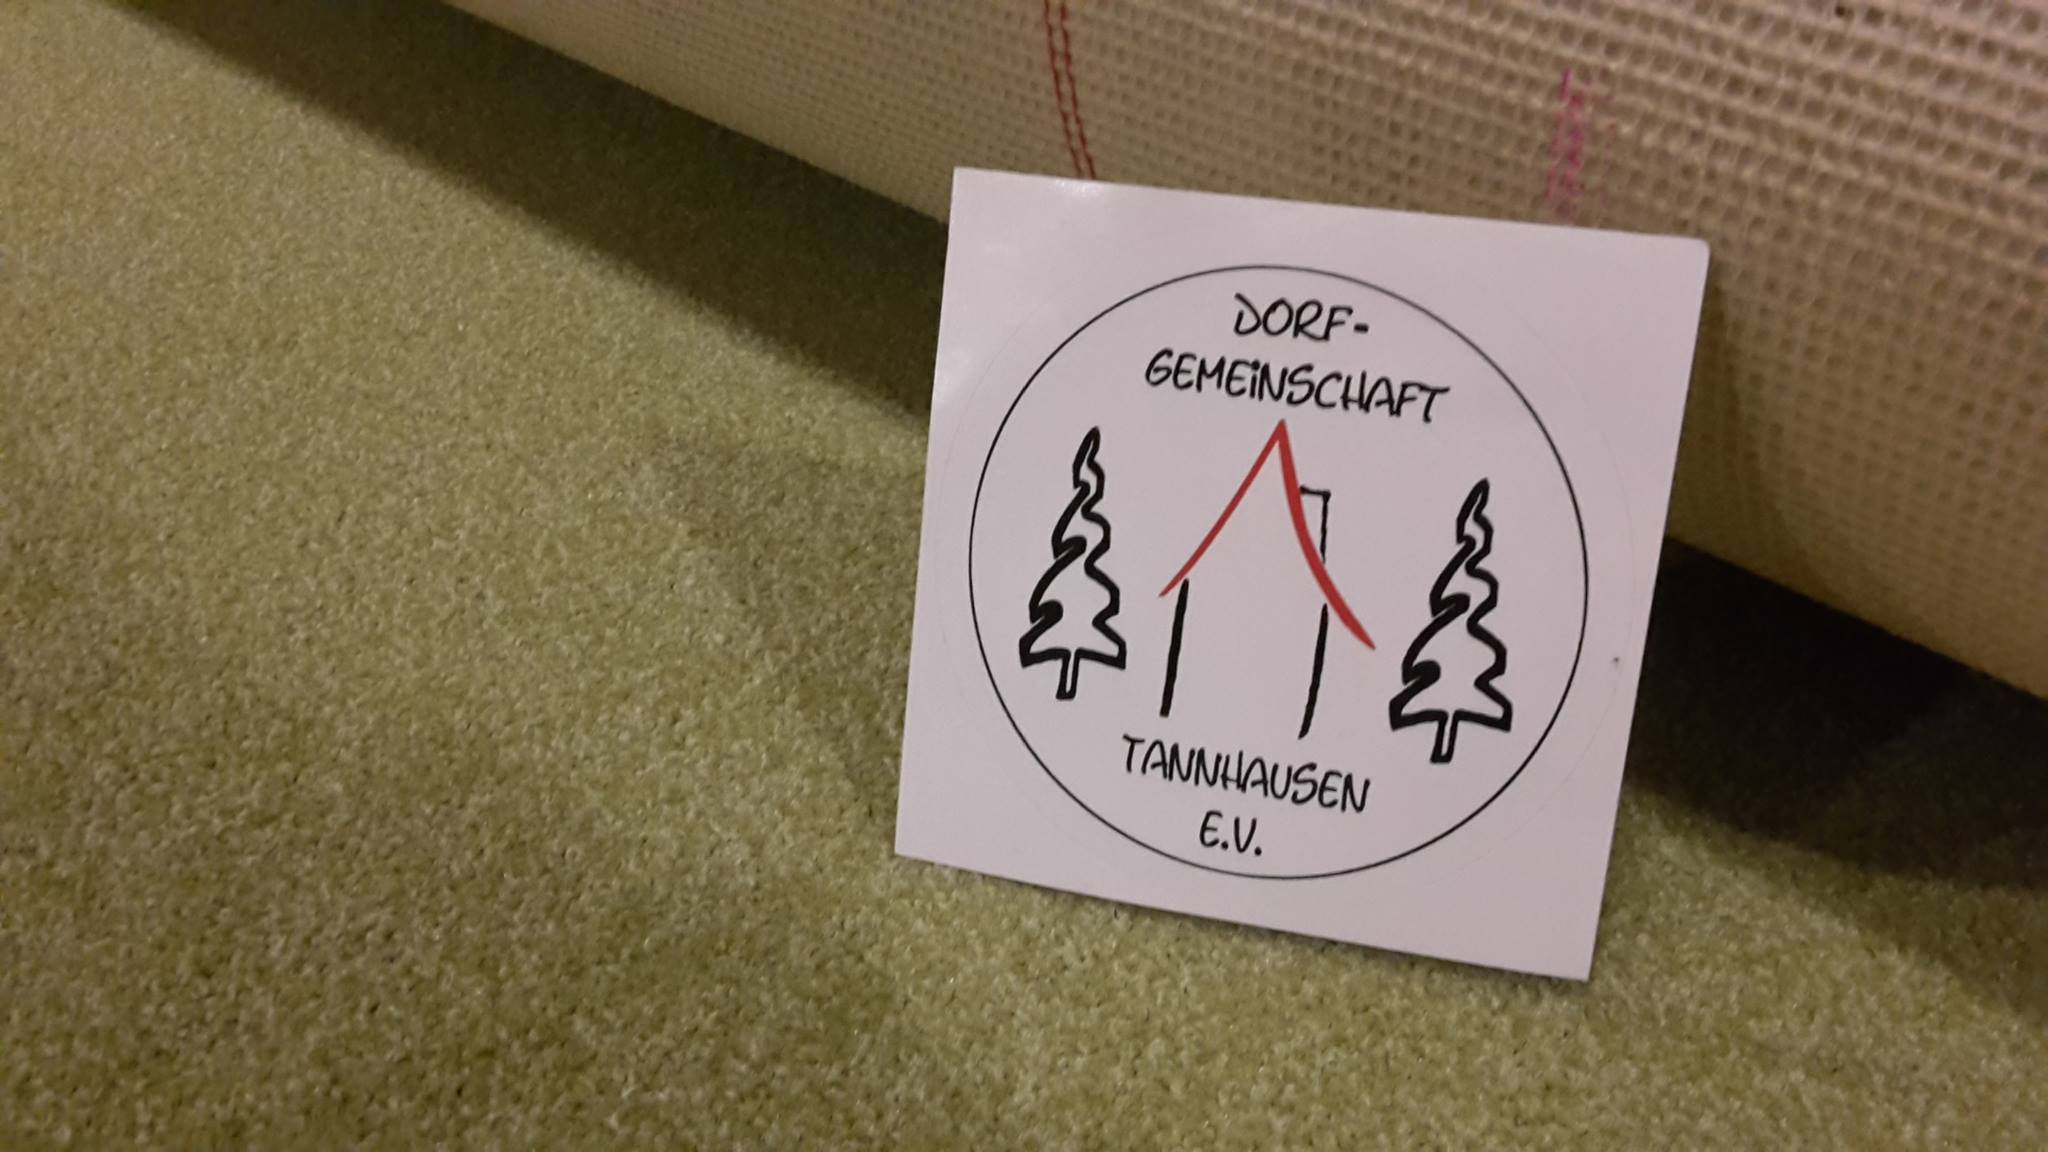 DORF-
GEMEiNSCHAFT
TANNHAUSEN
E.V.